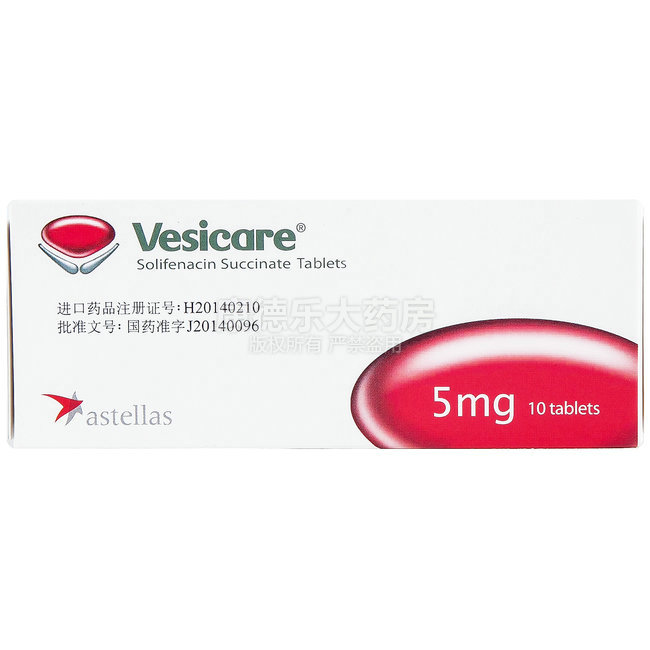 Vesicare®
Solifenacin Succinate Tablets
进口药品注册证号:H20140210
批准文号: 国药准字J20140096
德乐大药房
版权所有 严禁盗用
astellas
5mg 10 tablets